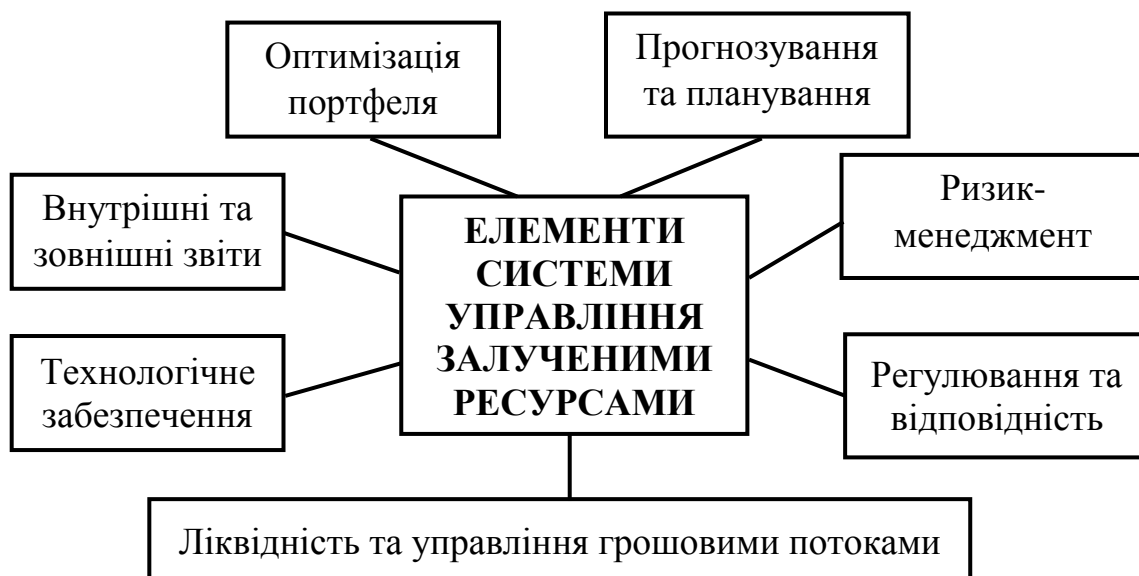 Оптимізація
портфеля
Прогнозування
та планування
Внутрішні та
зовнішні звіти
ЕЛЕМЕНТИ
СИСТЕМИ
УПРАВЛІННЯ
ЗАЛУЧЕНИМИ
РЕСУРСАМИ
Ризик-
менеджмент
Технологічне
забезпечення
Регулювання та
відповідність
Ліквідність та управління грошовими потоками